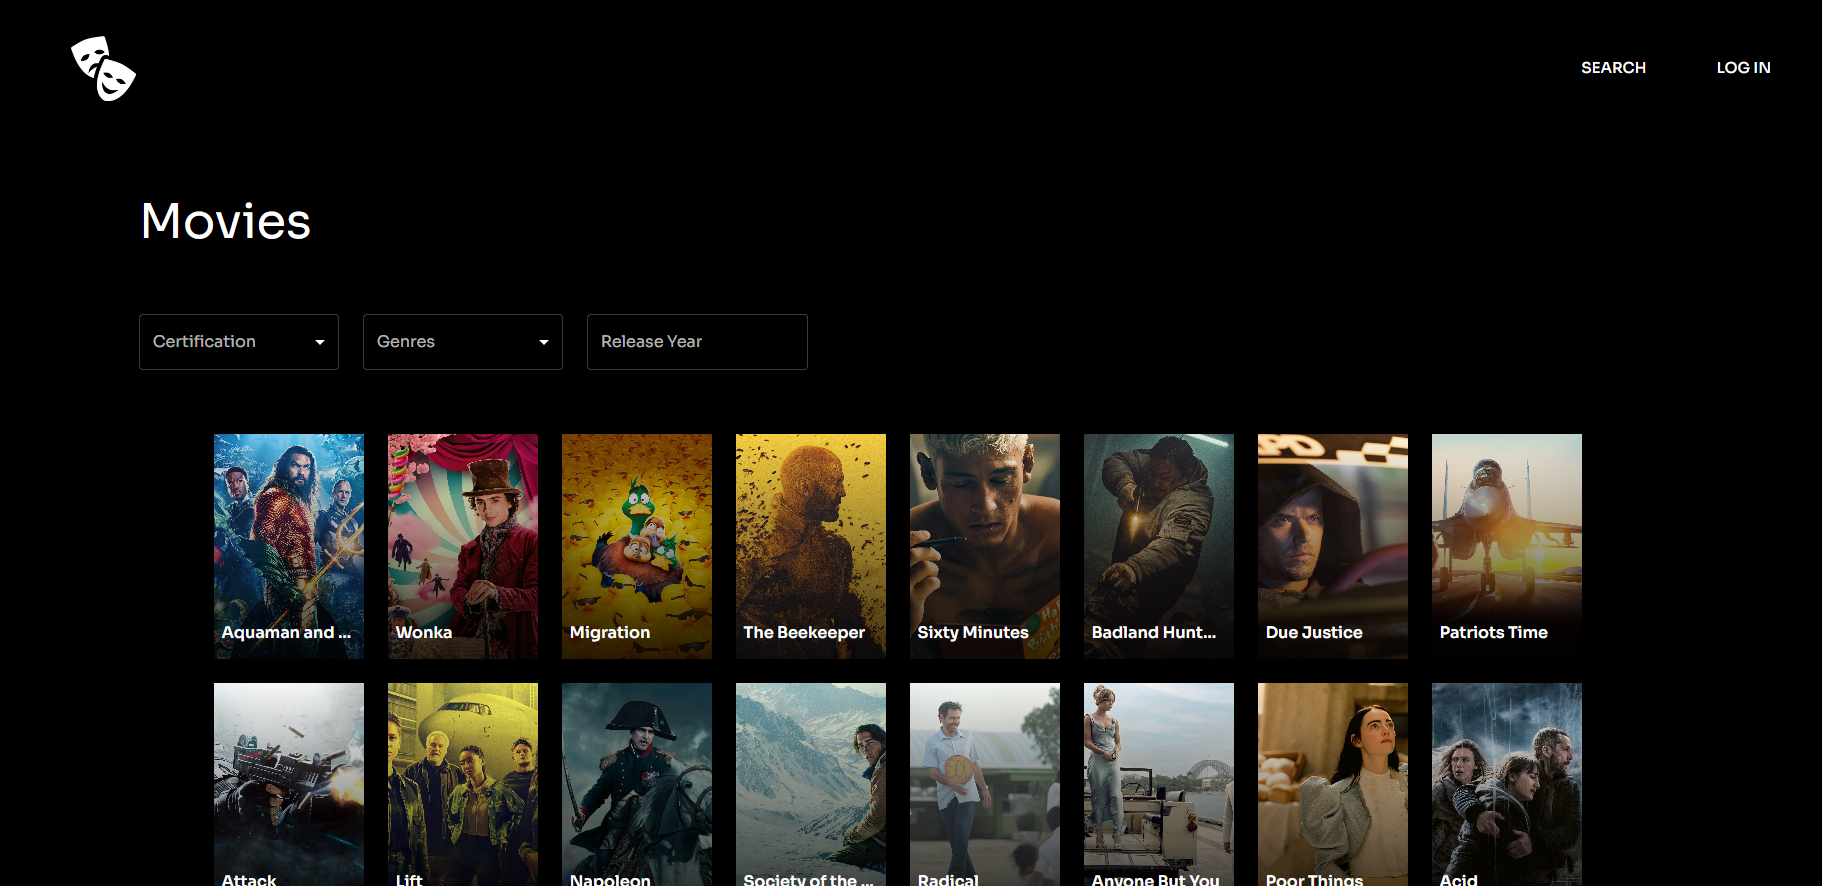 SEARCH
LOG IN
Movies
Certification
Genres
Release Year
Aquaman and ...
Wonka
Migration
The Beekeeper
Sixty Minutes
Badland Hunt...
Due Justice
Patriots Time
Attack
Lift
Napoleon
Society of the ...
Radical
Anyone But You
Poor Things
Acid